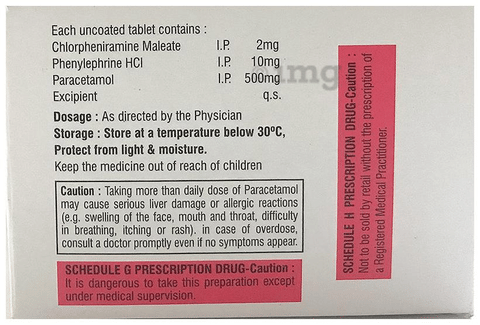 Each uncoated tablet contains :
Chlorpheniramine Maleate I.P. 2mg
Phenylephrine HCl I.P. 10mg
Paracetamol I.P. 500mg
Excipient q.s.
Dosage : As directed by the Physician
Storage : Store at a temperature below 30ºC,
Protect from light & moisture.
Keep the medicine out of reach of children
Caution : Taking more than daily dose of Paracetamol
may cause serious liver damage or allergic reactions
(e.g. swelling of the face, mouth and throat, difficulty
in breathing, itching or rash). in case of overdose,
consult a doctor promptly even if no symptoms appear.
SCHEDULE G PRESCRIPTION DRUG-Caution :
It is dangerous to take this preparation except
under medical supervision.
SCHEDULE H PRESCRIPTION DRUG-Caution :
Not to be sold by retail without the prescription of
a Registered Medical Practitioner.
1mg